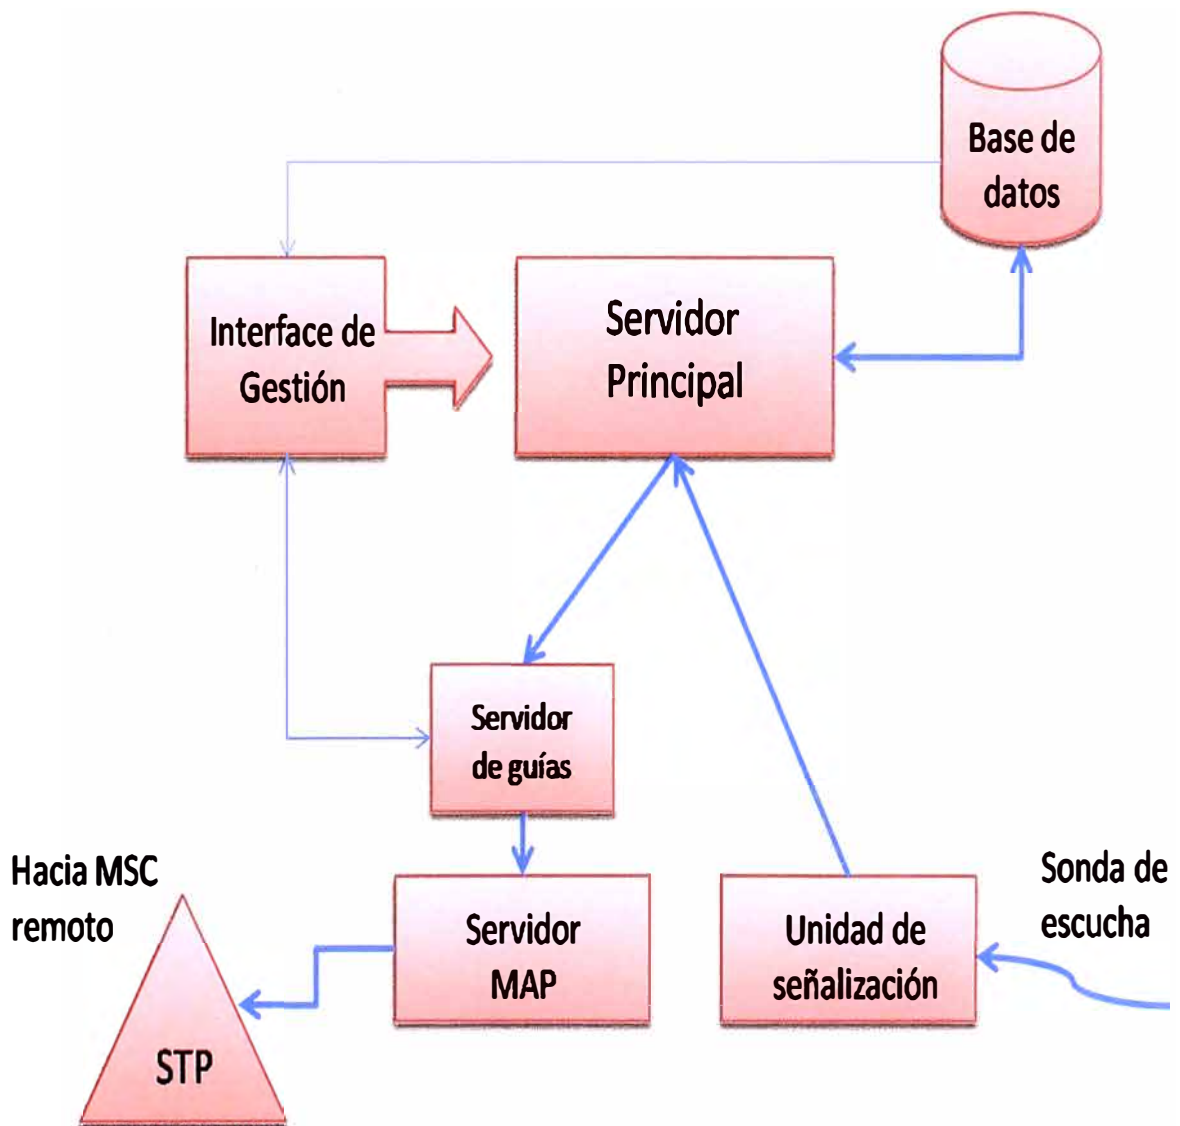 Base de
datos
Interface de
Gestión
Servidor
Principal
Servidor
de guías
Hacia MSC
remoto
Servidor
MAP
Unidad de
señalización
Sonda de
escucha
STP